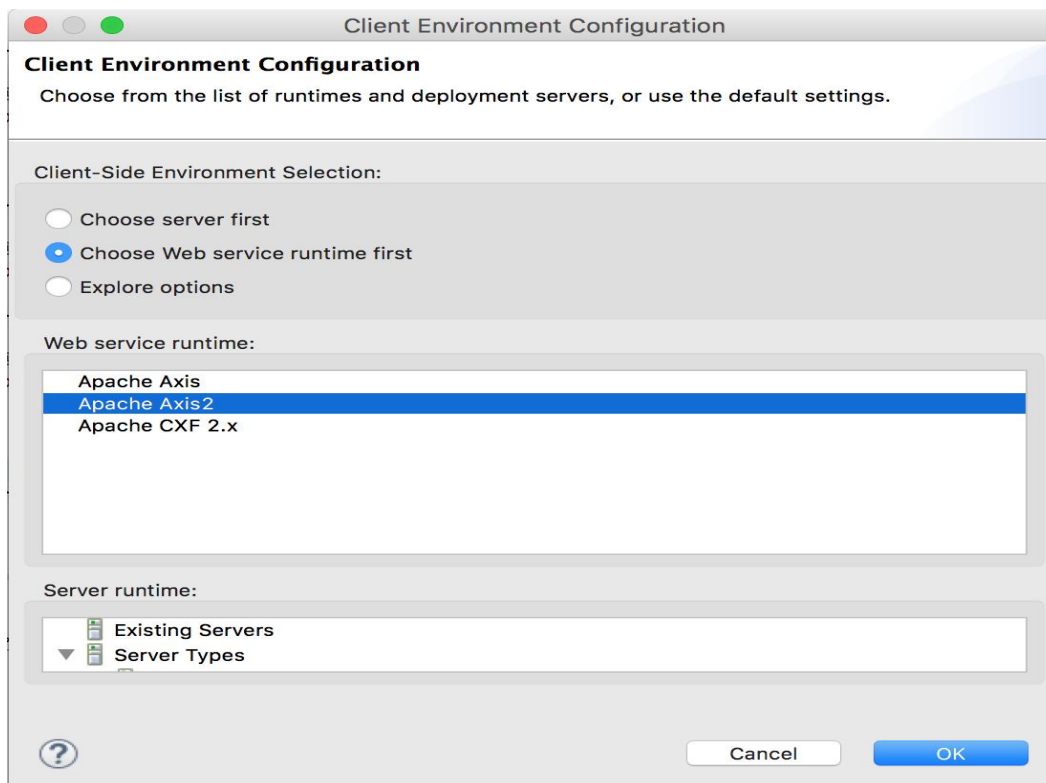 Client Environment Configuration
Client Environment Configuration
Choose from the list of runtimes and deployment servers, or use the default settings.
Client-Side Environment Selection:
Choose server first
Choose Web service runtime first
Explore options
Web service runtime:
Apache Axis
Apache Axis2
Apache CXF 2.x
Server runtime:
Existing Servers
Server Types
?
Cancel
OK